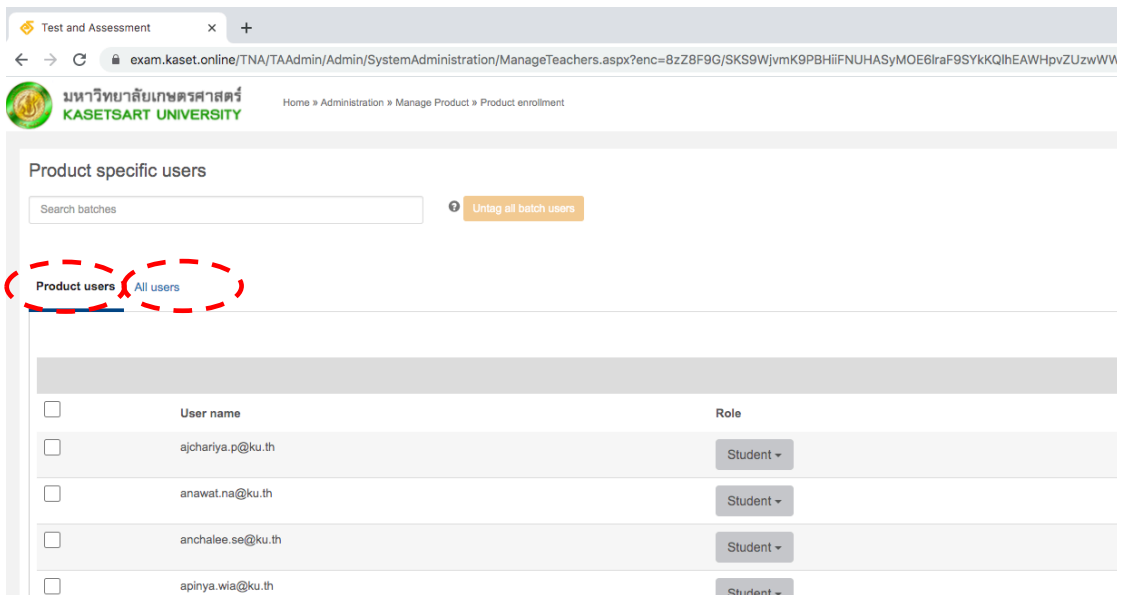 Test and Assessment
exam.kaset.online/TNA/TAAdmin/Admin/SystemAdministration/ManageTeachers.aspx?enc=8zZ8F9G/SKS9WjvmK9PBHiiFNUHASyMOE6lraF9SYkKQlhEAWHpvZUzwWW
มหาวิทยาลัยเกษตรศาสตร์
KASETSART UNIVERSITY
Home » Administration » Manage Product » Product enrollment
Product specific users
Search batches
Untag all batch users
Product users All users
User name Role
ajchariya.p@ku.th Student
anawat.na@ku.th Student
anchalee.se@ku.th Student
apinya.wia@ku.th Student